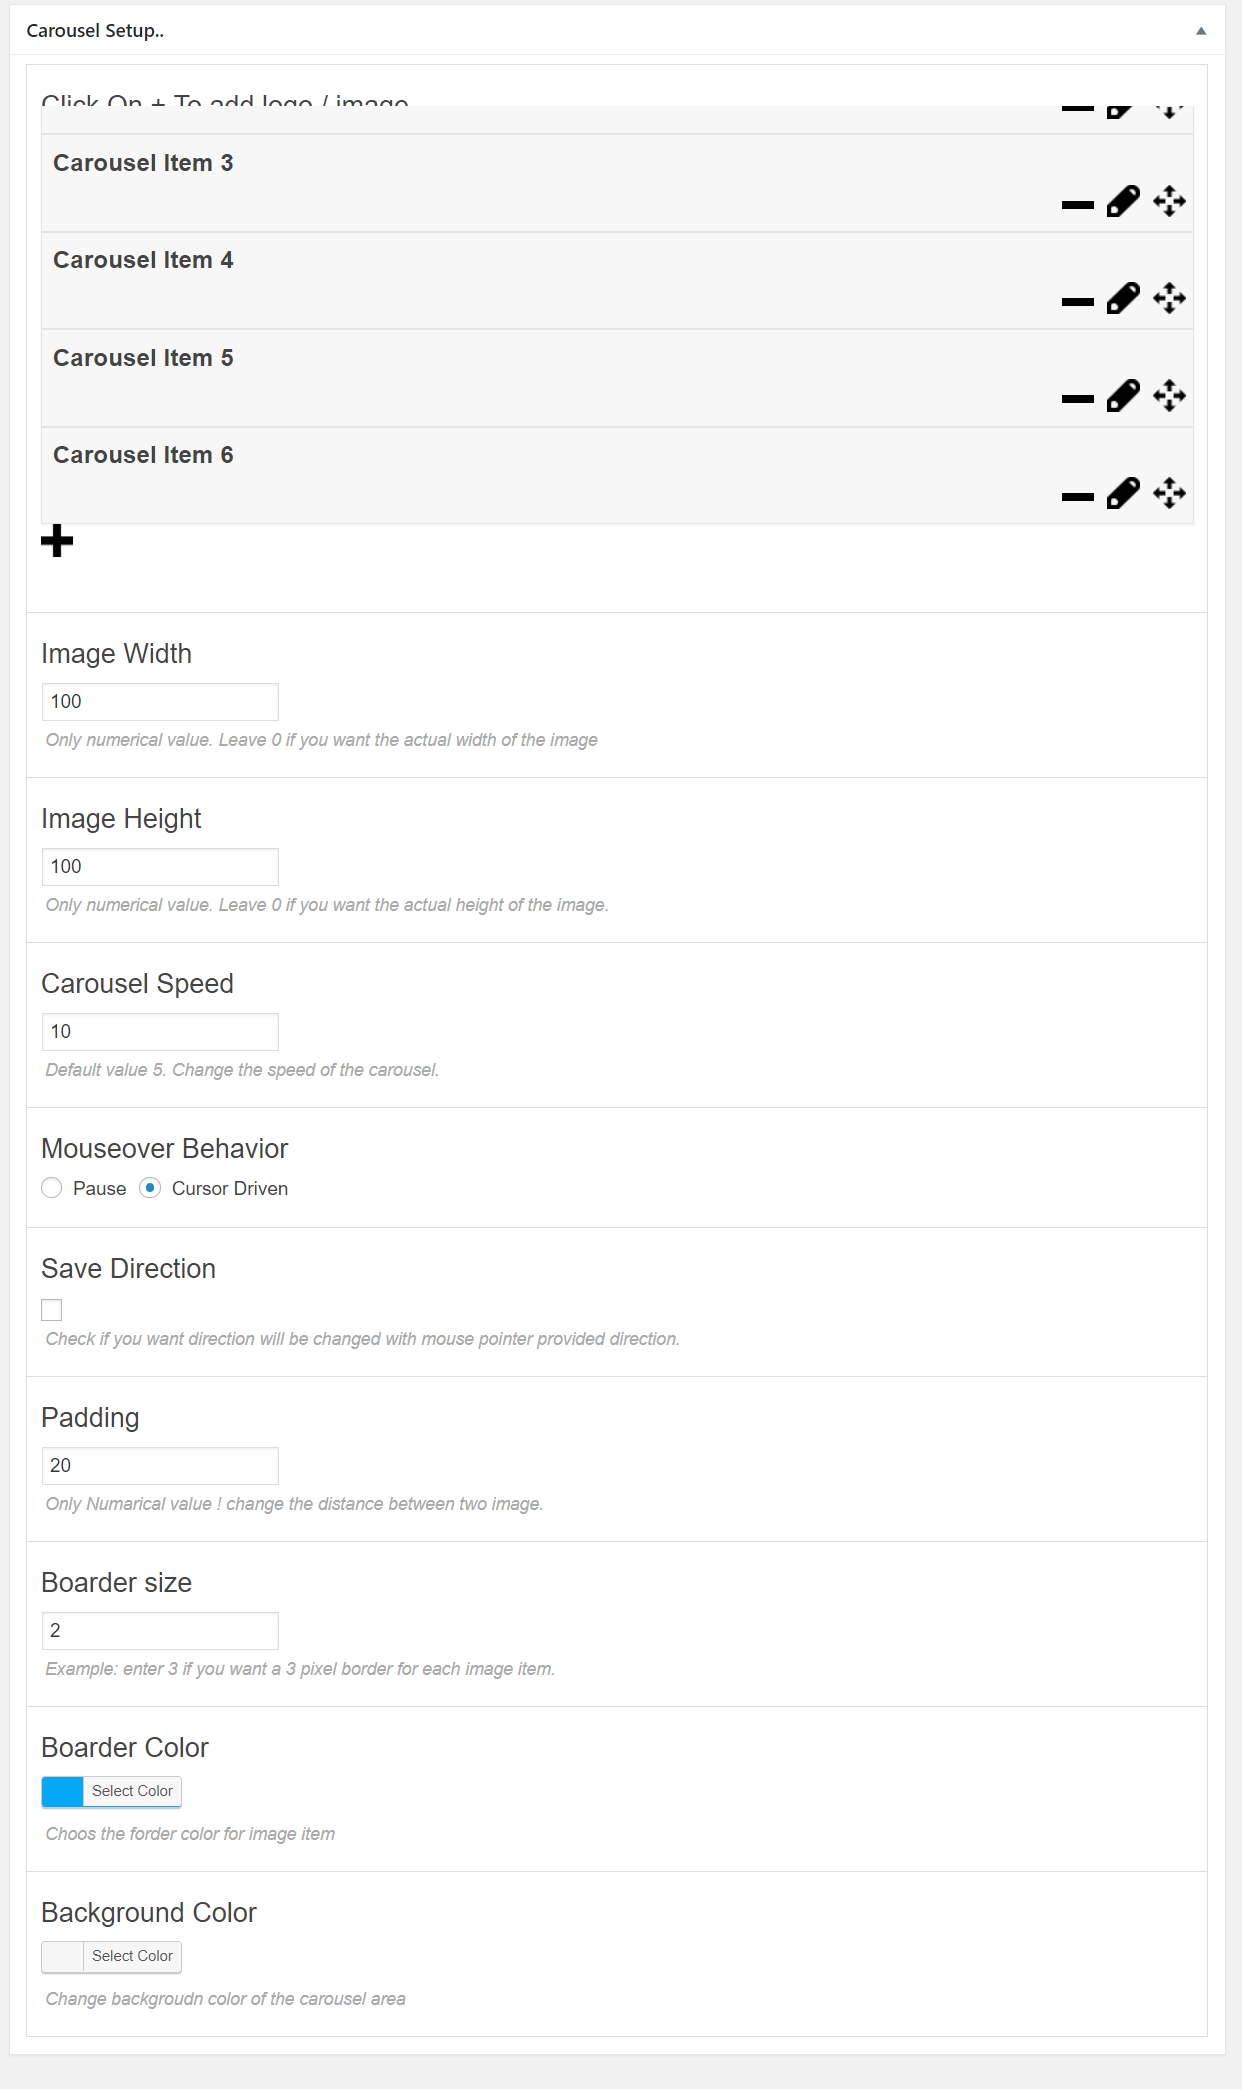 Carousel Setup..
Click On + To add logo / image
Carousel Item 3
Carousel Item 4
Carousel Item 5
Carousel Item 6
Image Width
100
Only numerical value. Leave 0 if you want the actual width of the image
Image Height
100
Only numerical value. Leave 0 if you want the actual height of the image.
Carousel Speed
10
Default value 5. Change the speed of the carousel.
Mouseover Behavior
Pause Cursor Driven
Save Direction
Check if you want direction will be changed with mouse pointer provided direction.
Padding
20
Only Numarical value ! change the distance between two image.
Boarder size
2
Example: enter 3 if you want a 3 pixel border for each image item.
Boarder Color
Select Color
Choos the forder color for image item
Background Color
Select Color
Change backgroudn color of the carousel area